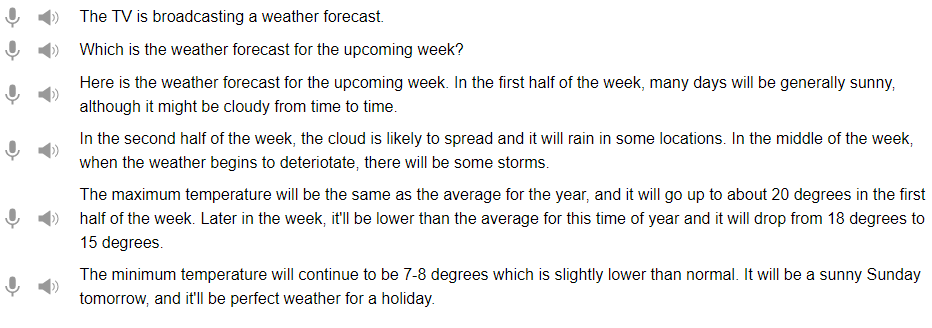 The TV is broadcasting a weather forecast.
Which is the weather forecast for the upcoming week?
Here is the weather forecast for the upcoming week. In the first half of the week, many days will be generally sunny,
although it might be cloudy from time to time.
In the second half of the week, the cloud is likely to spread and it will rain in some locations. In the middle of the week,
when the weather begins to deteriotate, there will be some storms.
The maximum temperature will be the same as the average for the year, and it will go up to about 20 degrees in the first
half of the week. Later in the week, it'll be lower than the average for this time of year and it will drop from 18 degrees to
15 degrees.
The minimum temperature will continue to be 7-8 degrees which is slightly lower than normal. It will be a sunny Sunday
tomorrow, and it'll be perfect weather for a holiday.